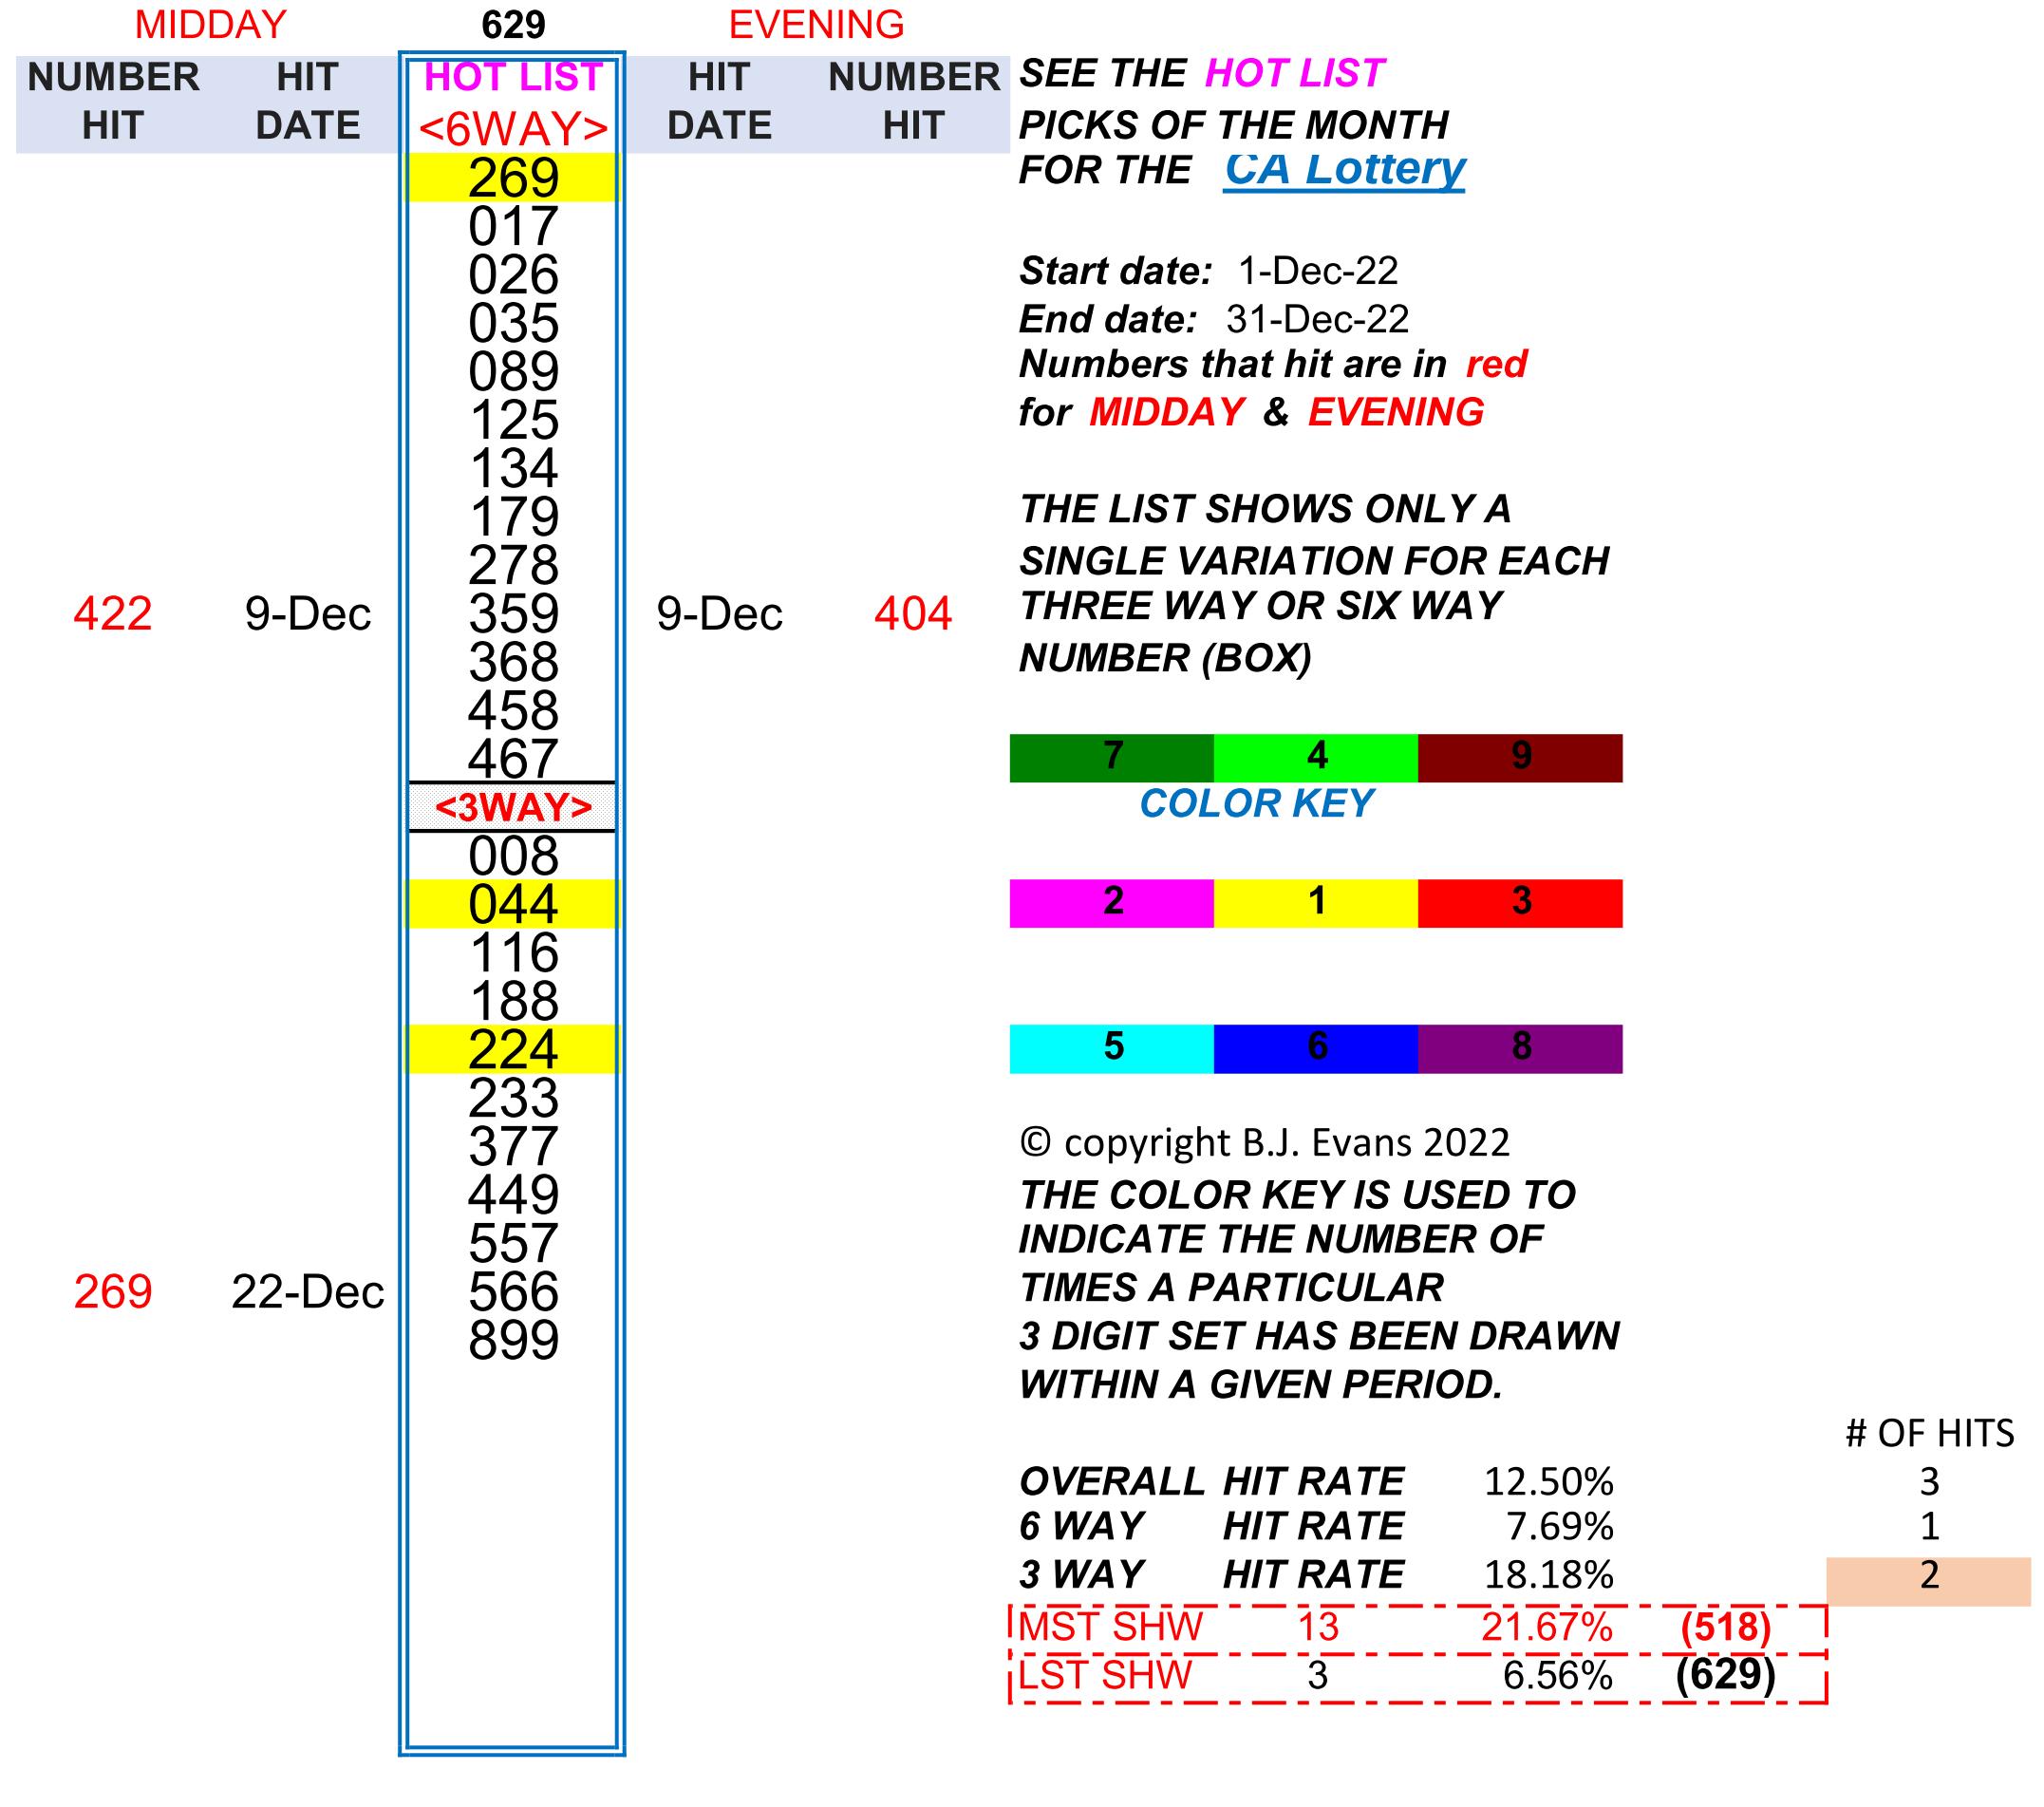 MIDDAY 629 EVENING
NUMBER HIT HOT LIST HIT NUMBER SEE THE HOT LIST
HIT DATE <6WAY> DATE HIT PICKS OF THE MONTH
269 FOR THE CA Lottery
017
026 Start date: 1-Dec-22
035 End date: 31-Dec-22
089 Numbers that hit are in red
125 for MIDDAY & EVENING
134
179 THE LIST SHOWS ONLY A
278 SINGLE VARIATION FOR EACH
422 9-Dec 359 9-Dec 404 THREE WAY OR SIX WAY
368 NUMBER (BOX)
458
467 7 4 9
<3WAY> COLOR KEY
008
044 2 1 3
116
188
224 5 6 8
233
377 © copyright B.J. Evans 2022
449 THE COLOR KEY IS USED TO
557 INDICATE THE NUMBER OF
269 22-Dec 566 TIMES A PARTICULAR
899 3 DIGIT SET HAS BEEN DRAWN
WITHIN A GIVEN PERIOD.
# OF HITS
OVERALL HIT RATE 12.50% 3
6 WAY HIT RATE 7.69% 1
3 WAY HIT RATE 18.18% 2
MST SHW 13 21.67% (518)
LST SHW 3 6.56% (629)